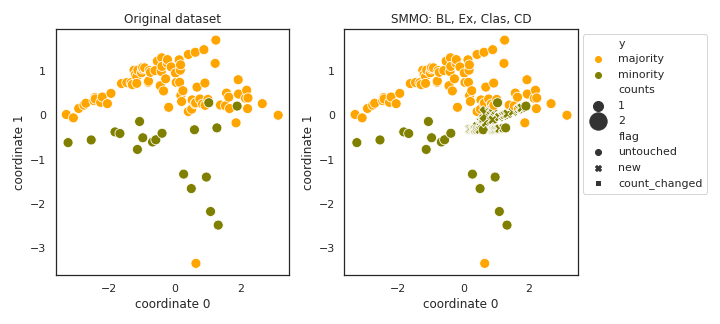 Original dataset
SMMO: BL, Ex, Clas, CD
coordinate 1
1
0
−1
−2
−3
−2
0
2
coordinate 0
coordinate 1
1
0
−1
−2
−3
−2
0
2
coordinate 0
y
majority
minority
counts
1
2
flag
untouched
new
count_changed